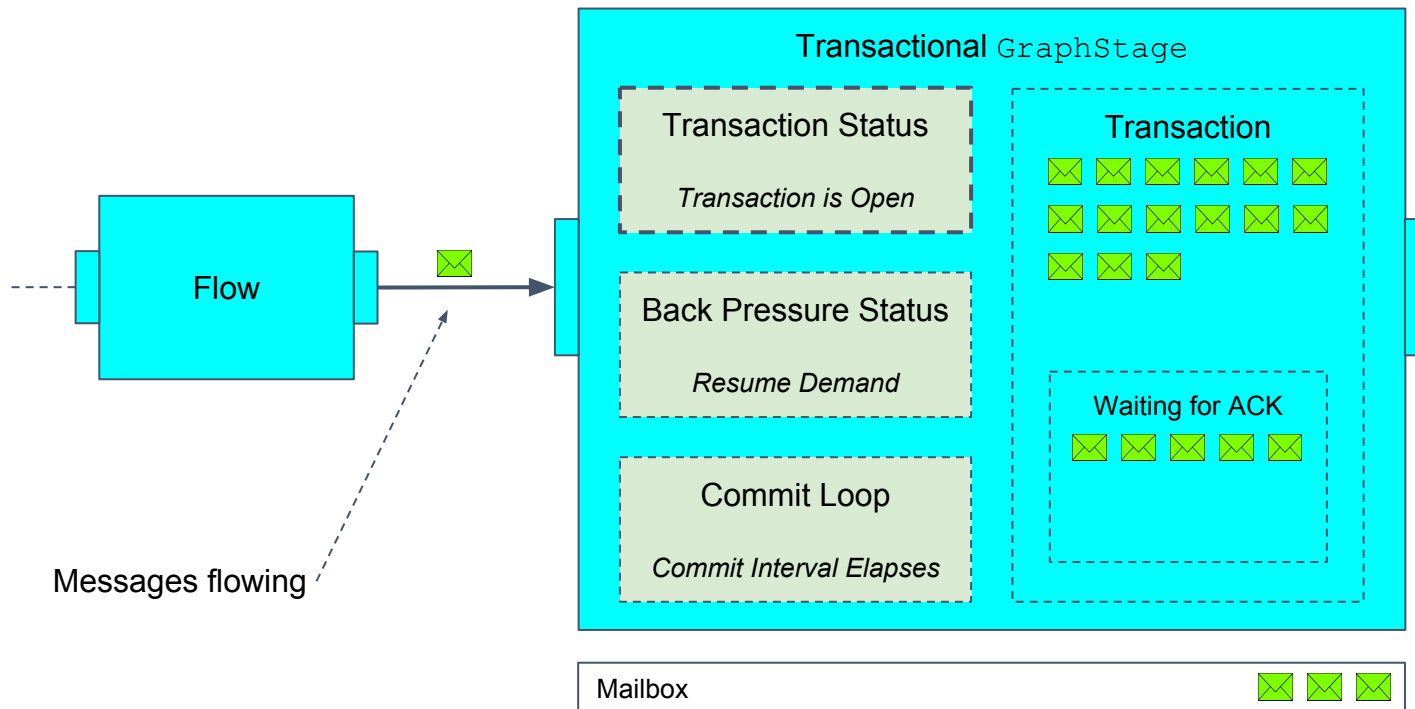 Transactional GraphStage
Transaction Status
Transaction is Open
Transaction
Flow
Back Pressure Status
Resume Demand
Waiting for ACK
Commit Loop
Commit Interval Elapses
Messages flowing
Mailbox